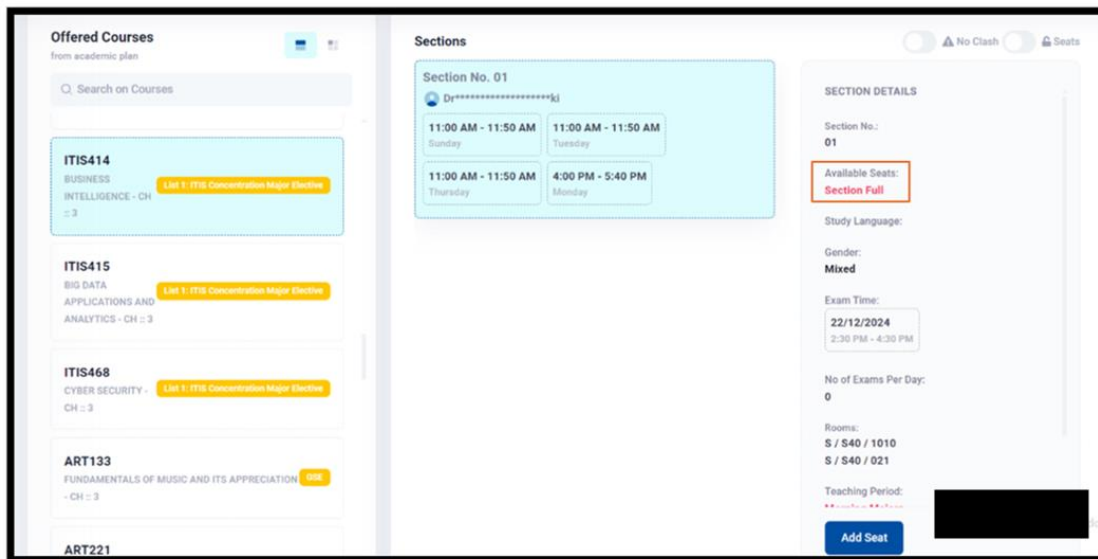 Offered Courses
from academic plan
Search on Courses
ITIS414
BUSINESS
INTELLIGENCE - CH
:: 3
List 1: ITIS Concentration Major Elective
ITIS415
BIG DATA
APPLICATIONS AND
ANALYTICS - CH :: 3
List 1: ITIS Concentration Major Elective
ITIS468
CYBER SECURITY -
CH :: 3
List 1: ITIS Concentration Major Elective
ART133
FUNDAMENTALS OF MUSIC AND ITS APPRECIATION
- CH :: 3
GSE
ART221
Sections
No Clash
Seats
Section No. 01
Dr********************ki
11:00 AM - 11:50 AM
Sunday
11:00 AM - 11:50 AM
Tuesday
11:00 AM - 11:50 AM
Thursday
4:00 PM - 5:40 PM
Monday
SECTION DETAILS
Section No.:
01
Available Seats:
Section Full
Study Language:
Gender:
Mixed
Exam Time:
22/12/2024
2:30 PM - 4:30 PM
No of Exams Per Day:
0
Rooms:
S / S40 / 1010
S / S40 / 021
Teaching Period:
Add Seat